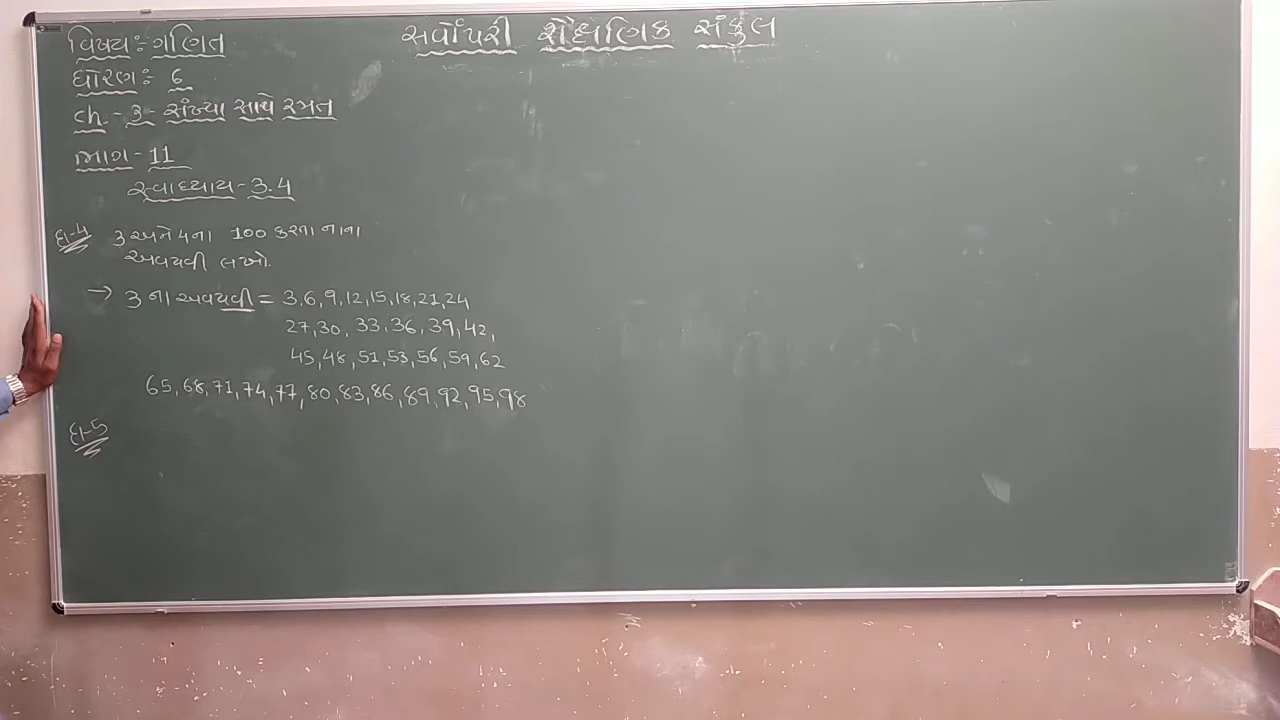 સર્વોપરી શૈક્ષણિક સંકુલ
વિષય:- ગણિત
ધોરણ:- 6
ch. - 3 - સંખ્યા સાથે રમત
ભાગ - 11
સ્વાધ્યાય - 3.4
દા-4 3 અને 4ના 100 કરતા નાના
અવયવી લખો.
→ 3 ના અવયવી = 3,6,9,12,15,18,21,24
27,30, 33,36,39,42,
45,48,51,53,56,59,62
65,68,71,74,77,80,83,86,89,92,95,98
દા-5